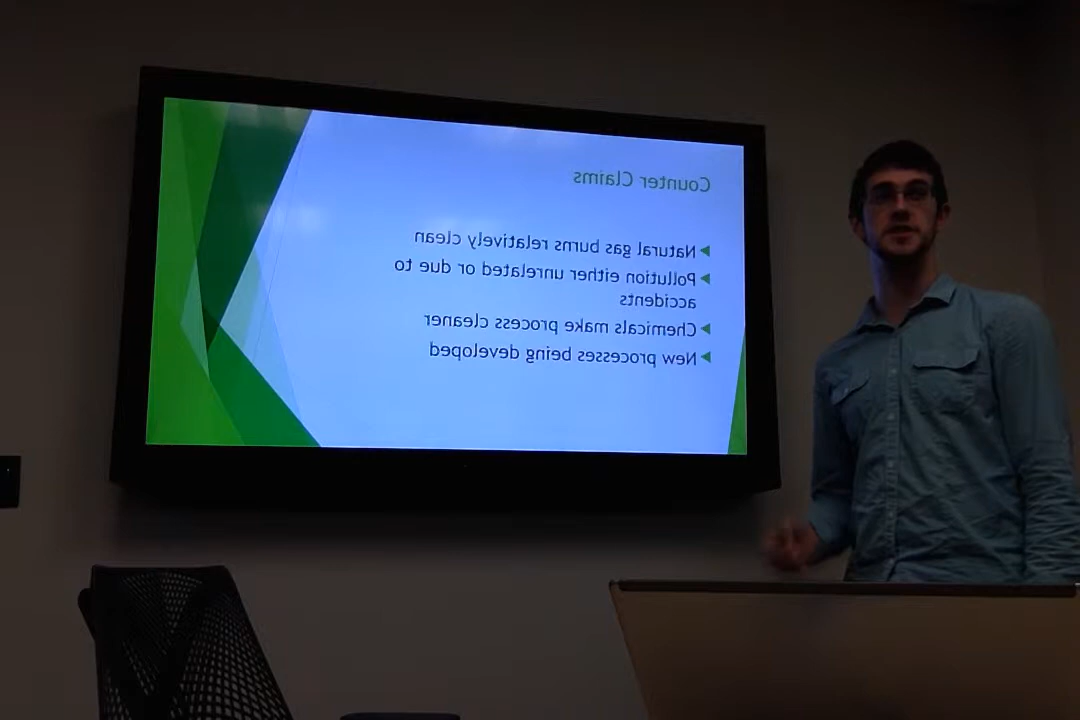 Counter Claims
Natural gas burns relatively clean
Pollution either unrelated or due to
accidents
Chemicals make process cleaner
New processes being developed